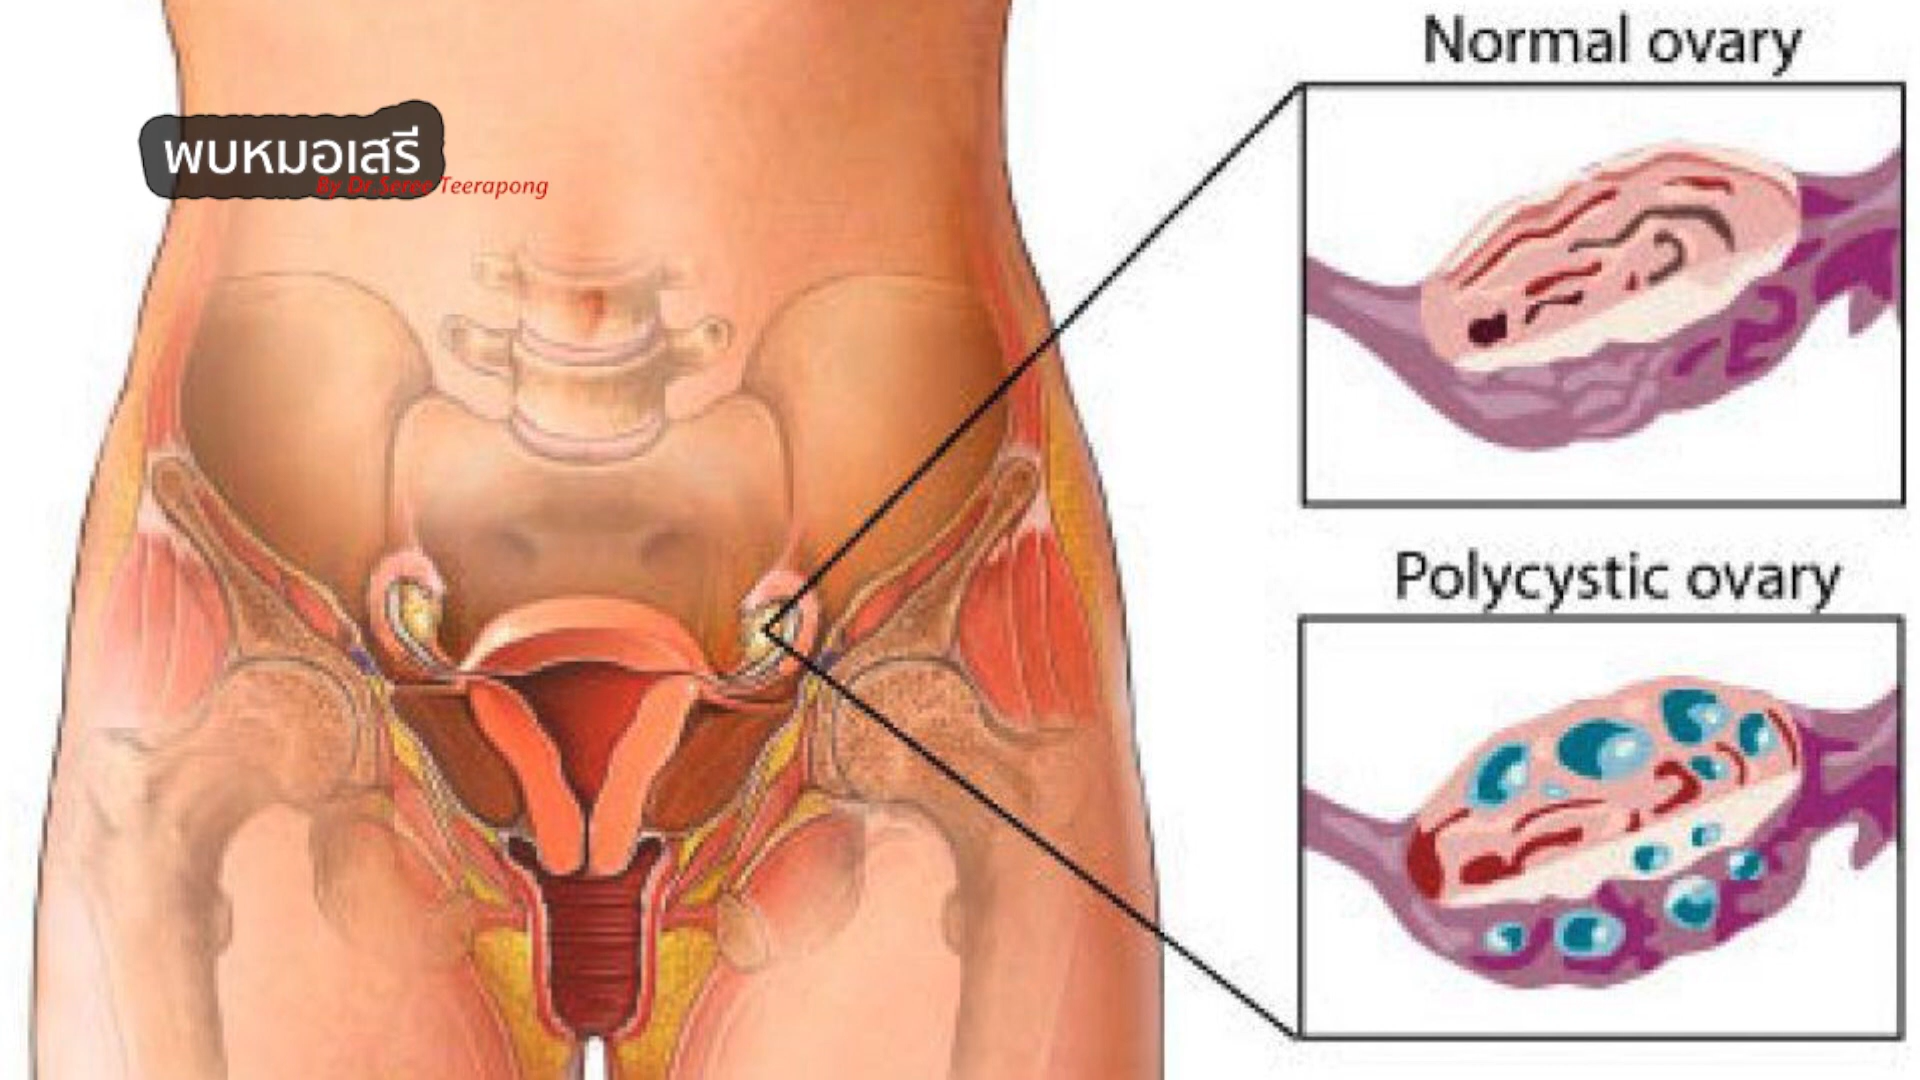 พบหมอเสรี
By Dr.Seree Teerapong
Normal ovary
Polycystic ovary